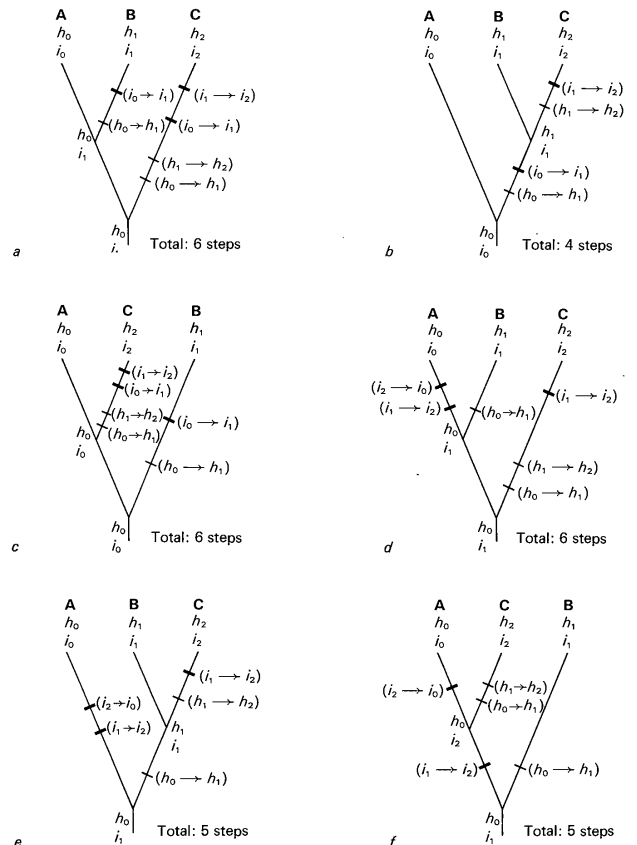 A B C
h₀ h₁ h₂
i₀ i₁ i₂
(i₀→i₁) (i₁ → i₂)
(h₀→h₁) (i₀ → i₁)
h₀
i₁
(h₁ → h₂)
(h₀ → h₁)
h₀
Total: 6 steps
a
A B C
h₀ h₁ h₂
i₀ i₁ i₂
(i₁ → i₂)
(h₁ → h₂)
h₁
i₁
(i₀ → i₁)
(h₀ → h₁)
h₀
i₀
Total: 4 steps
b
A C B
h₀ h₂ h₁
i₀ i₂ i₁
(i₁→i₂)
(i₀→i₁)
(h₁→h₂) (i₀ → i₁)
(h₀→h₁)
h₀
i₀
(h₀ → h₁)
h₀
i₀
Total: 6 steps
c
A B C
h₀ h₁ h₂
i₀ i₁ i₂
(i₂ → i₀) (i₁ → i₂)
(i₁ → i₂) (h₀→h₁)
h₀
i₁
(h₁ → h₂)
(h₀ → h₁)
h₀
i₁
Total: 6 steps
d
A B C
h₀ h₁ h₂
i₀ i₁ i₂
(i₁ → i₂)
(i₂→i₀) (h₁ → h₂)
(i₁→i₂)
h₁
i₁
(h₀ → h₁)
h₀
i₁
Total: 5 steps
e
A C B
h₀ h₂ h₁
i₀ i₂ i₁
(i₂ → i₀) (h₁→h₂)
(h₀→h₁)
h₀
i₂
(i₁ → i₂) (h₀ → h₁)
h₀
i₁
Total: 5 steps
f